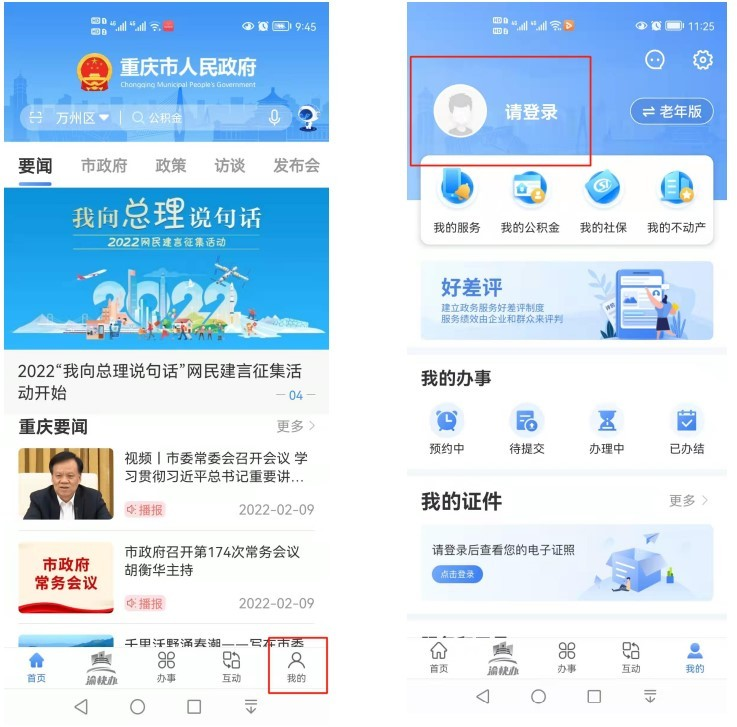 9:45
重庆市人民政府
Chongqing Municipal People's Government
万州区
公积金
要闻 市政府 政策 访谈 发布会
我向总理说句话
2022网民建言征集活动
2022
2022“我向总理说句话”网民建言征集活
动开始
04
重庆要闻 更多
视频丨市委常委会召开会议 学
习贯彻习近平总书记重要讲...
播报 2022-02-09
市政府
常务会议
市政府召开第174次常务会议
胡衡华主持
播报 2022-02-09
千里沃野涌春潮——写在市委
首页 渝快办 办事 互动 我的
11:25
请登录
老年版
我的服务 我的公积金 我的社保 我的不动产
好差评
建立政务服务好差评制度
服务绩效由企业和群众来评判
我的办事
预约中 待提交 办理中 已办结
我的证件 更多
请登录后查看您的电子证照
点击登录
首页 渝快办 办事 互动 我的